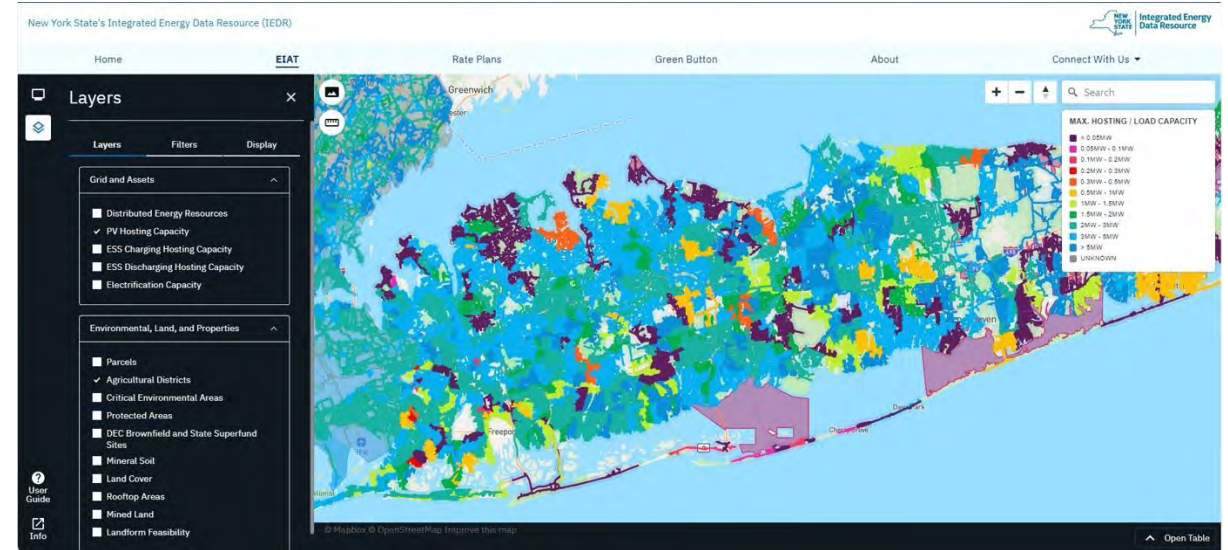 New York State's Integrated Energy Data Resource (IEDR)
NEW YORK STATE
Integrated Energy
Data Resource
Home
EIAT
Rate Plans
Green Button
About
Connect With Us
Layers
Layers
Filters
Display
Grid and Assets
Distributed Energy Resources
PV Hosting Capacity
ESS Charging Hosting Capacity
ESS Discharging Hosting Capacity
Electrification Capacity
Environmental, Land, and Properties
Parcels
Agricultural Districts
Critical Environmental Areas
Protected Areas
DEC Brownfield and State Superfund
Sites
Mineral Soil
Land Cover
Rooftop Areas
Mined Land
Landform Feasibility
User
Guide
Info
Greenwich
Freeport
Cherry Grove
Search
MAX. HOSTING / LOAD CAPACITY
< 0.05MW
0.05MW - 0.1MW
0.1MW - 0.2MW
0.2MW - 0.3MW
0.3MW - 0.5MW
0.5MW - 1MW
1MW - 1.5MW
1.5MW - 2MW
2MW - 3MW
3MW - 5MW
> 5MW
UNKNOWN
© Mapbox © OpenStreetMap Improve this map
Open Table